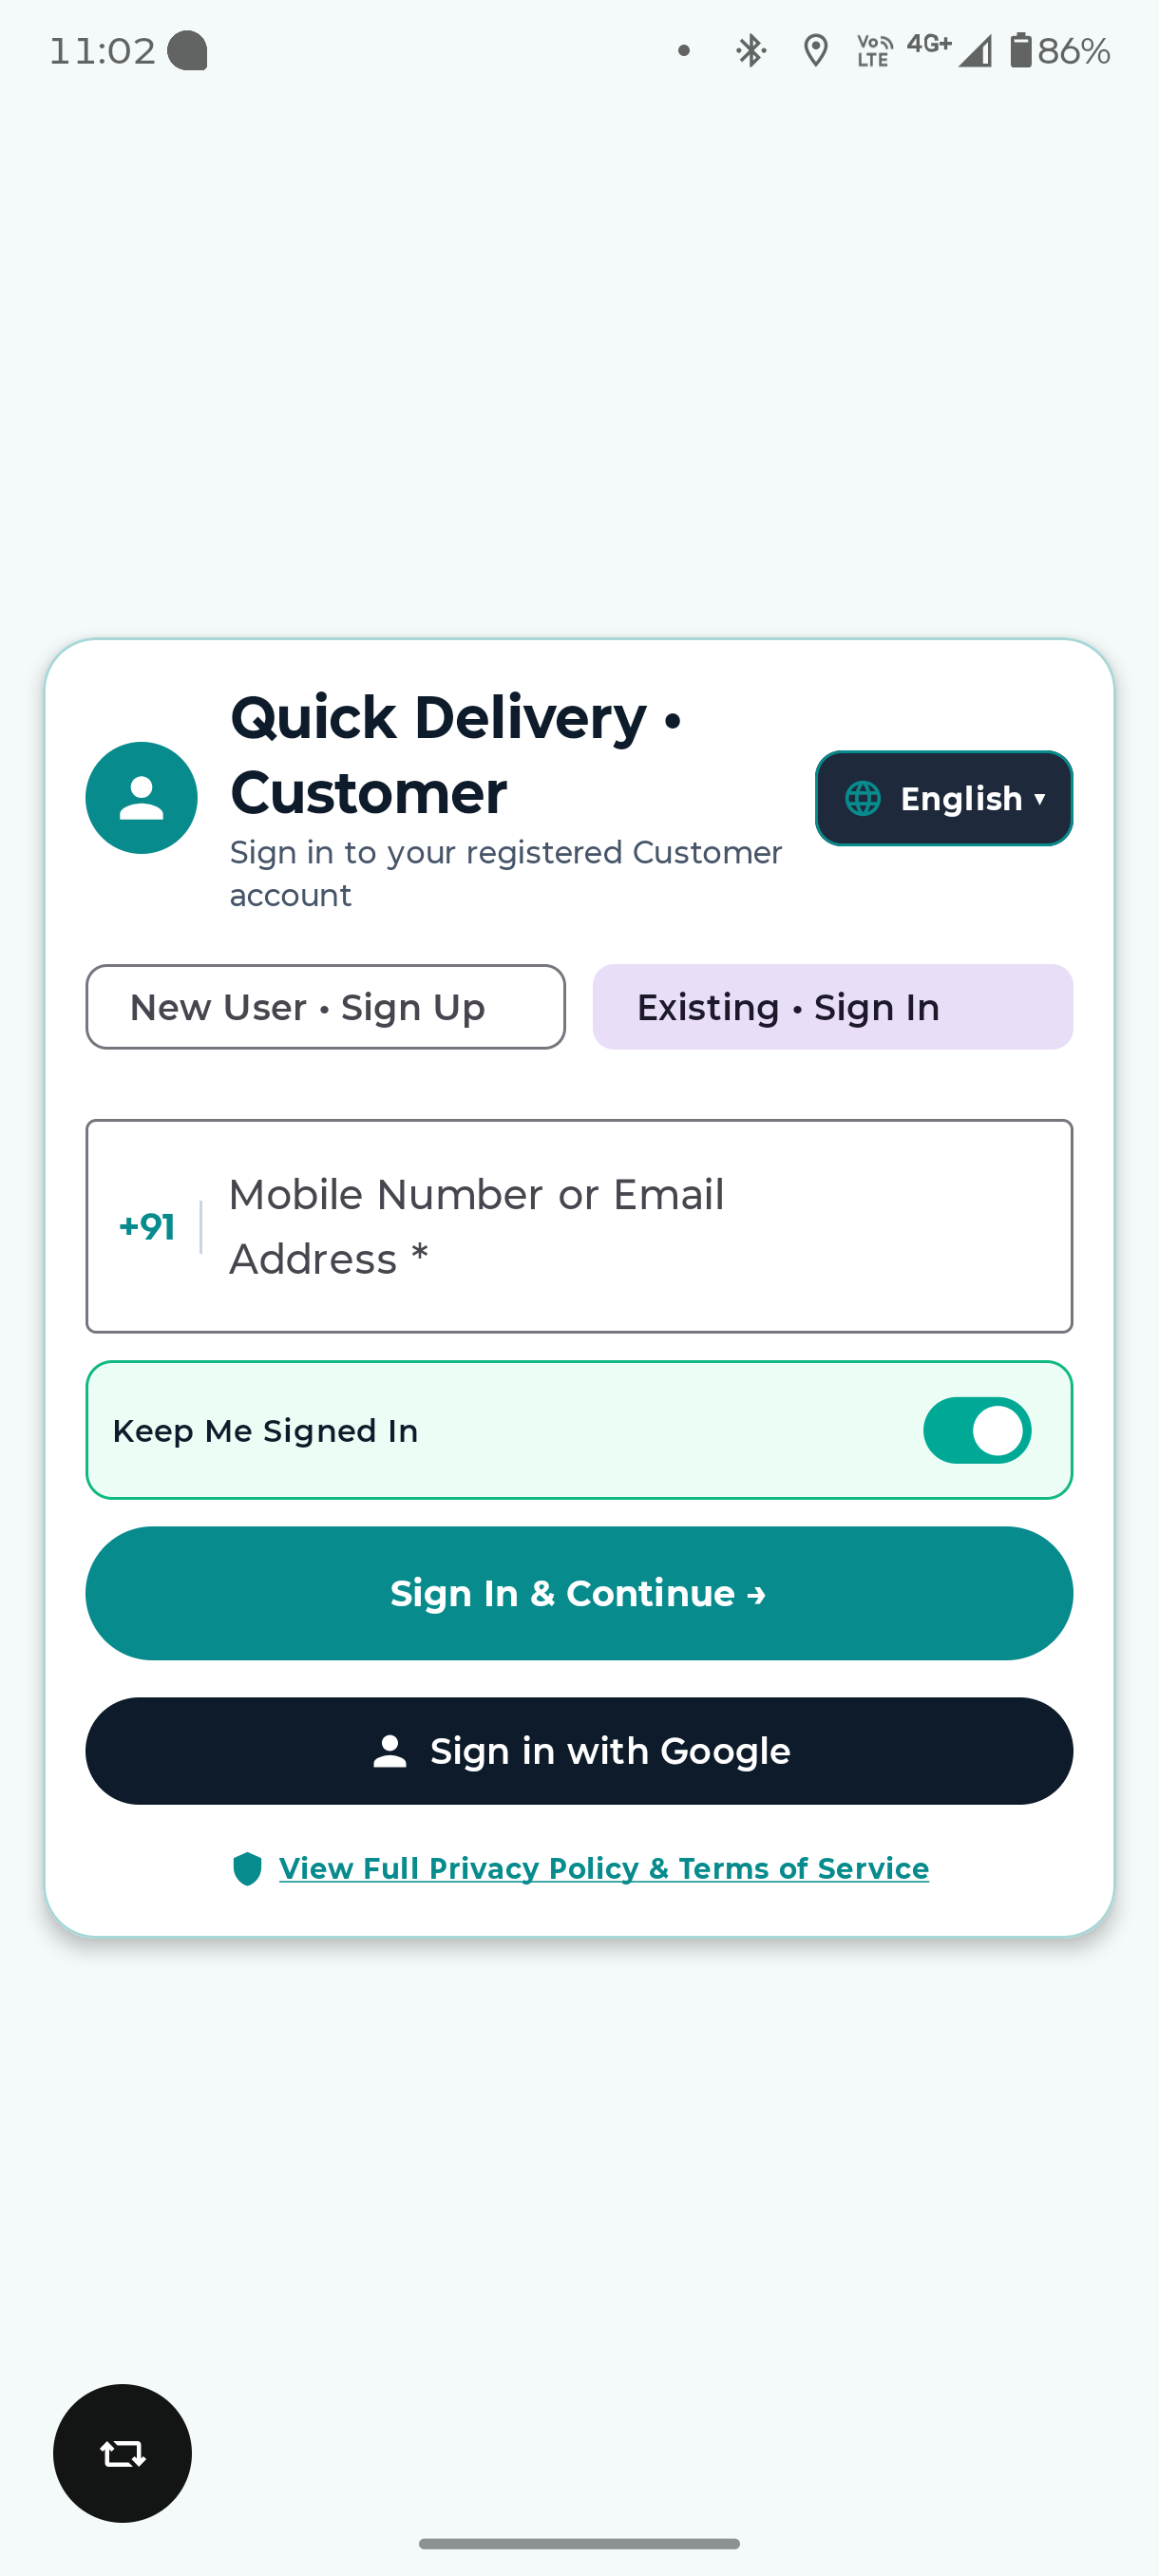 11:02
Vo LTE 4G+ 86%
Quick Delivery •
Customer
Sign in to your registered Customer
account
English ▾
New User • Sign Up
Existing • Sign In
+91
Mobile Number or Email
Address *
Keep Me Signed In
Sign In & Continue →
Sign in with Google
View Full Privacy Policy & Terms of Service